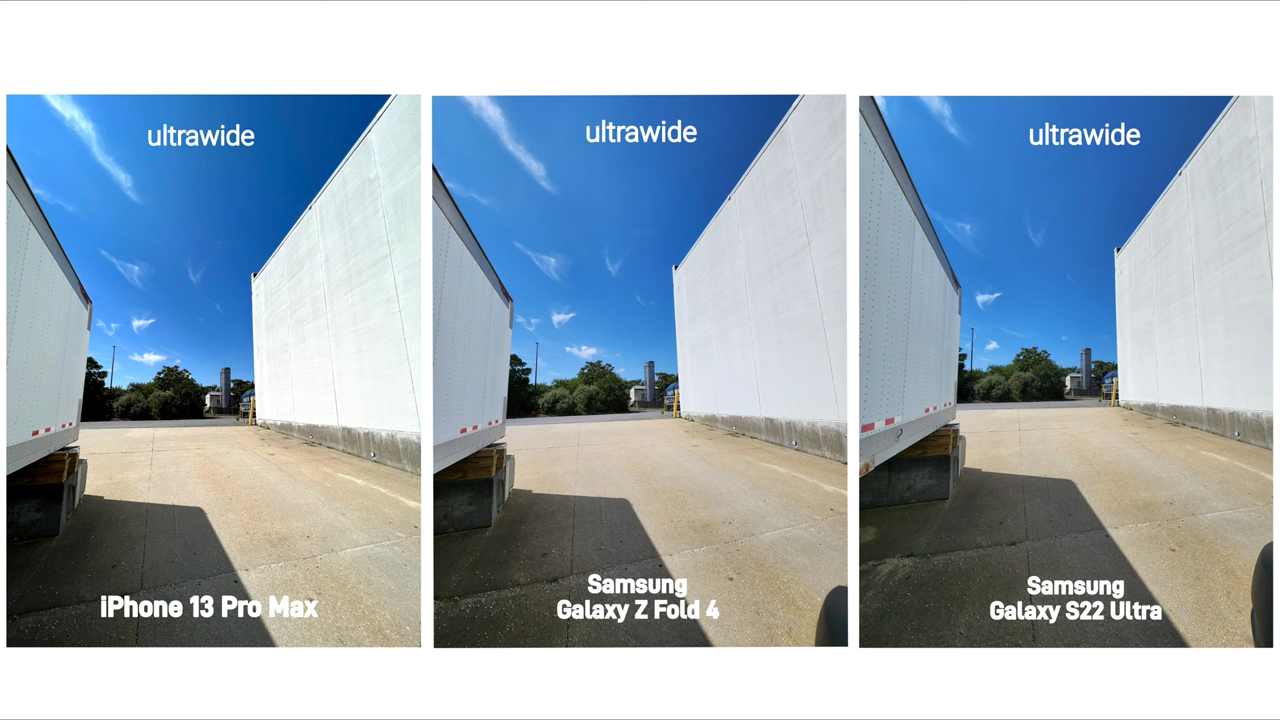 ultrawide
iPhone 13 Pro Max
ultrawide
Samsung
Galaxy Z Fold 4
ultrawide
Samsung
Galaxy S22 Ultra